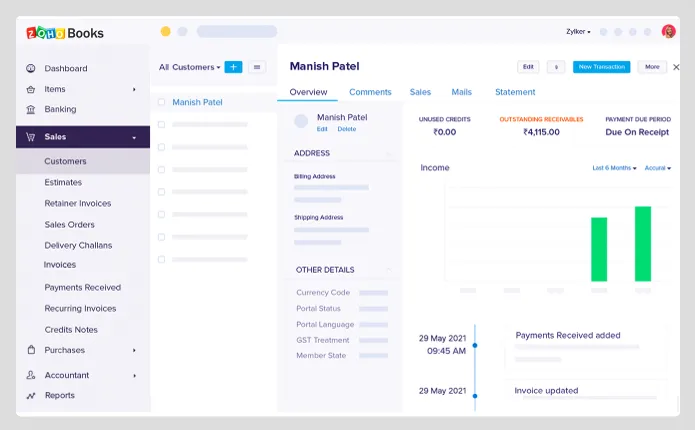 ZOHO Books
Zylker
Dashboard
Items
Banking
Sales
Customers
Estimates
Retainer Invoices
Sales Orders
Delivery Challans
Invoices
Payments Received
Recurring Invoices
Credits Notes
Purchases
Accountant
Reports
All Customers
+
Manish Patel
Manish Patel
Edit
New Transaction
More
Overview Comments Sales Mails Statement
Manish Patel
Edit Delete
ADDRESS
Billing Address
Shipping Address
OTHER DETAILS
Currency Code
Portal Status
Portal Language
GST Treatment
Member State
UNUSED CREDITS
₹0.00
OUTSTANDING RECEIVABLES
₹4,115.00
PAYMENT DUE PERIOD
Due On Receipt
Income
Last 6 Months
Accural
29 May 2021
09:45 AM
Payments Received added
29 May 2021
Invoice updated